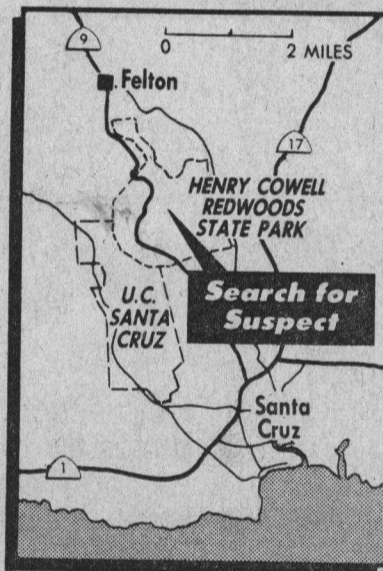 9
0 2 MILES
Felton
17
HENRY COWELL
REDWOODS
STATE PARK
Search for
Suspect
U.C.
SANTA
CRUZ
Santa
Cruz
1